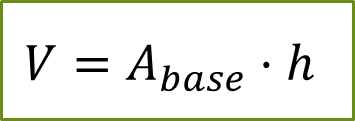 V = A_base · h